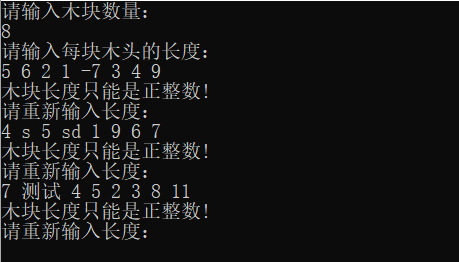 请输入木块数量：
8
请输入每块木头的长度：
5 6 2 1 -7 3 4 9
木块长度只能是正整数！
请重新输入长度：
4 s 5 sd 1 9 6 7
木块长度只能是正整数！
请重新输入长度：
7 测试 4 5 2 3 8 11
木块长度只能是正整数！
请重新输入长度：